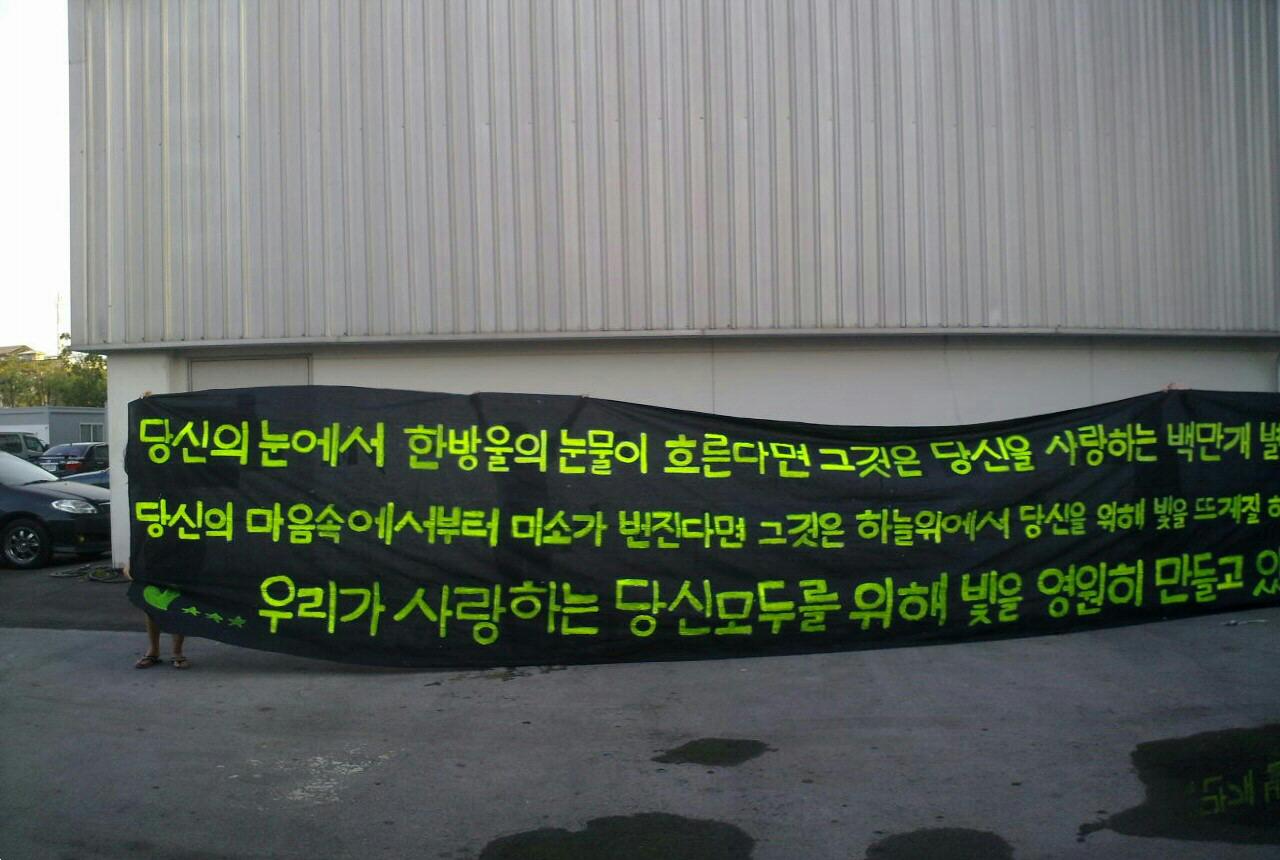 당신의 눈에서 한방울의 눈물이 흐른다면 그것은 당신을 사랑하는 백만개
당신의 마음속에서부터 미소가 번진다면 그것은 하늘위에서 당신을 위해 빛을 뜨게질
우리가 사랑하는 당신모두를 위해 빛을 영원히 만들고